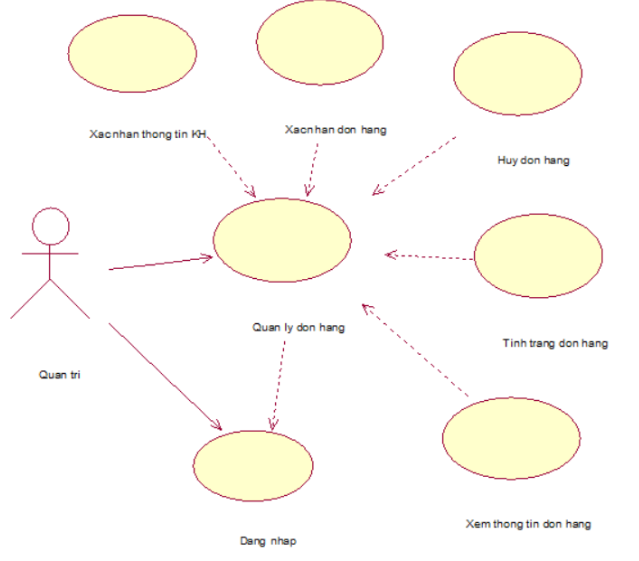 Xacnhan thong tin KH
Xacnhan don hang
Huy don hang
Quan ly don hang
Tinh trang don hang
Quan tri
Xem thong tin don hang
Dang nhap